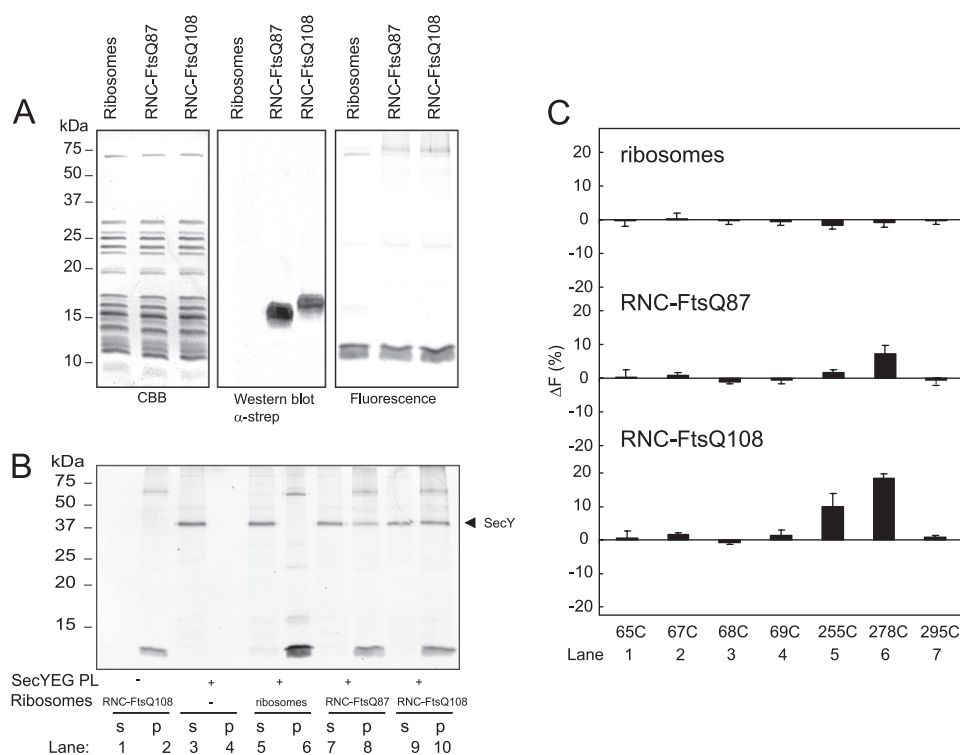 A
Ribosomes
RNC-FtsQ87
RNC-FtsQ108
Ribosomes
RNC-FtsQ87
RNC-FtsQ108
Ribosomes
RNC-FtsQ87
RNC-FtsQ108
kDa
75
50
37
25
20
15
10
CBB
Western blot
α-strep
Fluorescence
B
kDa
75
50
37
25
20
15
SecY
SecYEG PL - + + + +
Ribosomes RNC-FtsQ108 - ribosomes RNC-FtsQ87 RNC-FtsQ108
s p s p s p s p s p
Lane: 1 2 3 4 5 6 7 8 9 10
C
ribosomes
20
10
0
-10
-20
RNC-FtsQ87
20
10
0
-10
-20
RNC-FtsQ108
20
10
0
-10
-20
ΔF (%)
65C 67C 68C 69C 255C 278C 295C
Lane 1 2 3 4 5 6 7